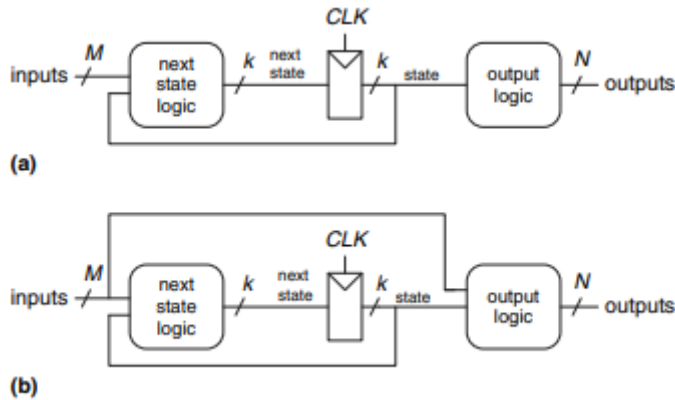 CLK
inputs M next state logic k next state k state output logic N outputs
(a)
CLK
inputs M next state logic k next state k state output logic N outputs
(b)